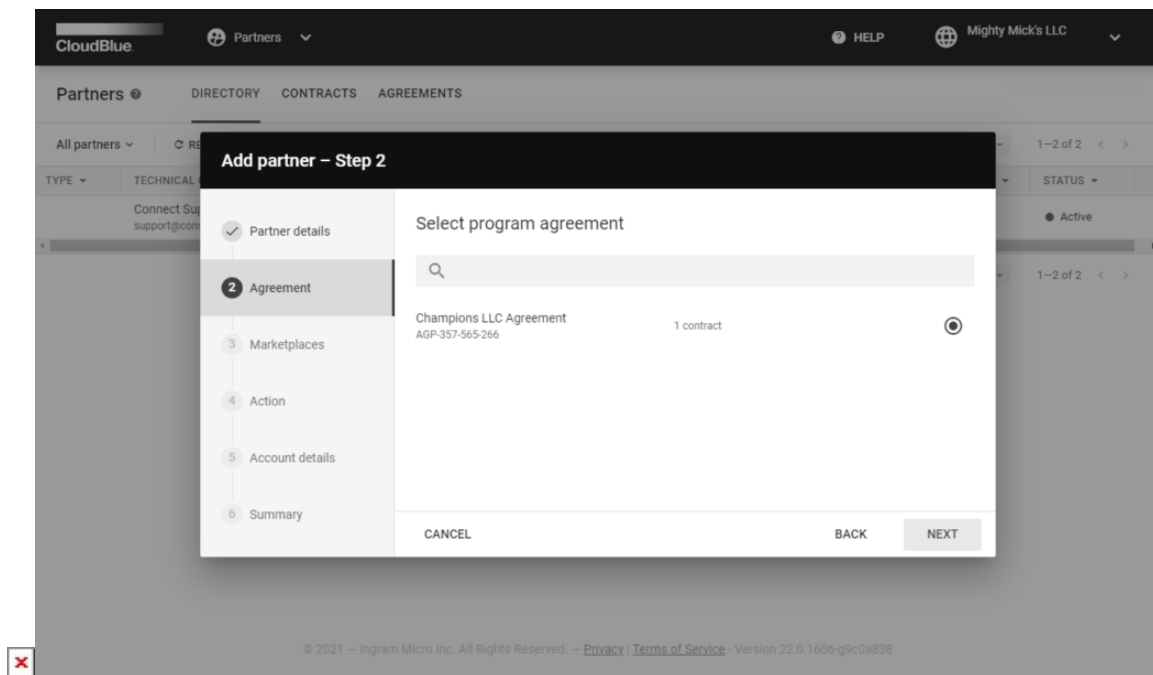 CloudBlue
Partners
HELP
Mighty Mick's LLC
Partners
DIRECTORY CONTRACTS AGREEMENTS
All partners
1–2 of 2
TYPE
TECHNICAL
STATUS
Connect
support@con
Active
1–2 of 2
Add partner – Step 2
Partner details
2 Agreement
3 Marketplaces
4 Action
5 Account details
6 Summary
Select program agreement
Champions LLC Agreement
AGP-357-565-266
1 contract
CANCEL
BACK
NEXT
© 2021 – Ingram Micro Inc. All Rights Reserved. – Privacy | Terms of Service - Version 22.0.1606-g9c0a838